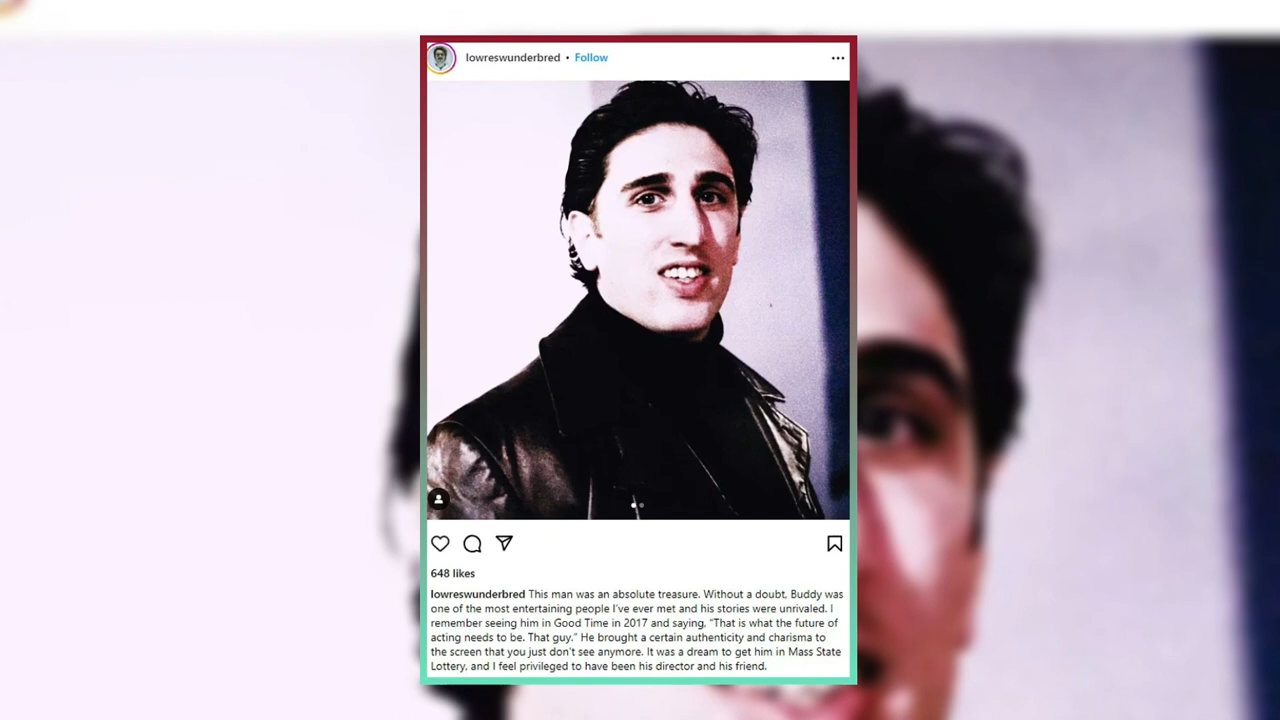 lowreswunderbred • Follow
648 likes
lowreswunderbred This man was an absolute treasure. Without a doubt, Buddy was
one of the most entertaining people I've ever met and his stories were unrivaled. I
remember seeing him in Good Time in 2017 and saying, "That is what the future of
acting needs to be. That guy." He brought a certain authenticity and charisma to
the screen that you just don't see anymore. It was a dream to get him in Mass State
Lottery, and I feel privileged to have been his director and his friend.